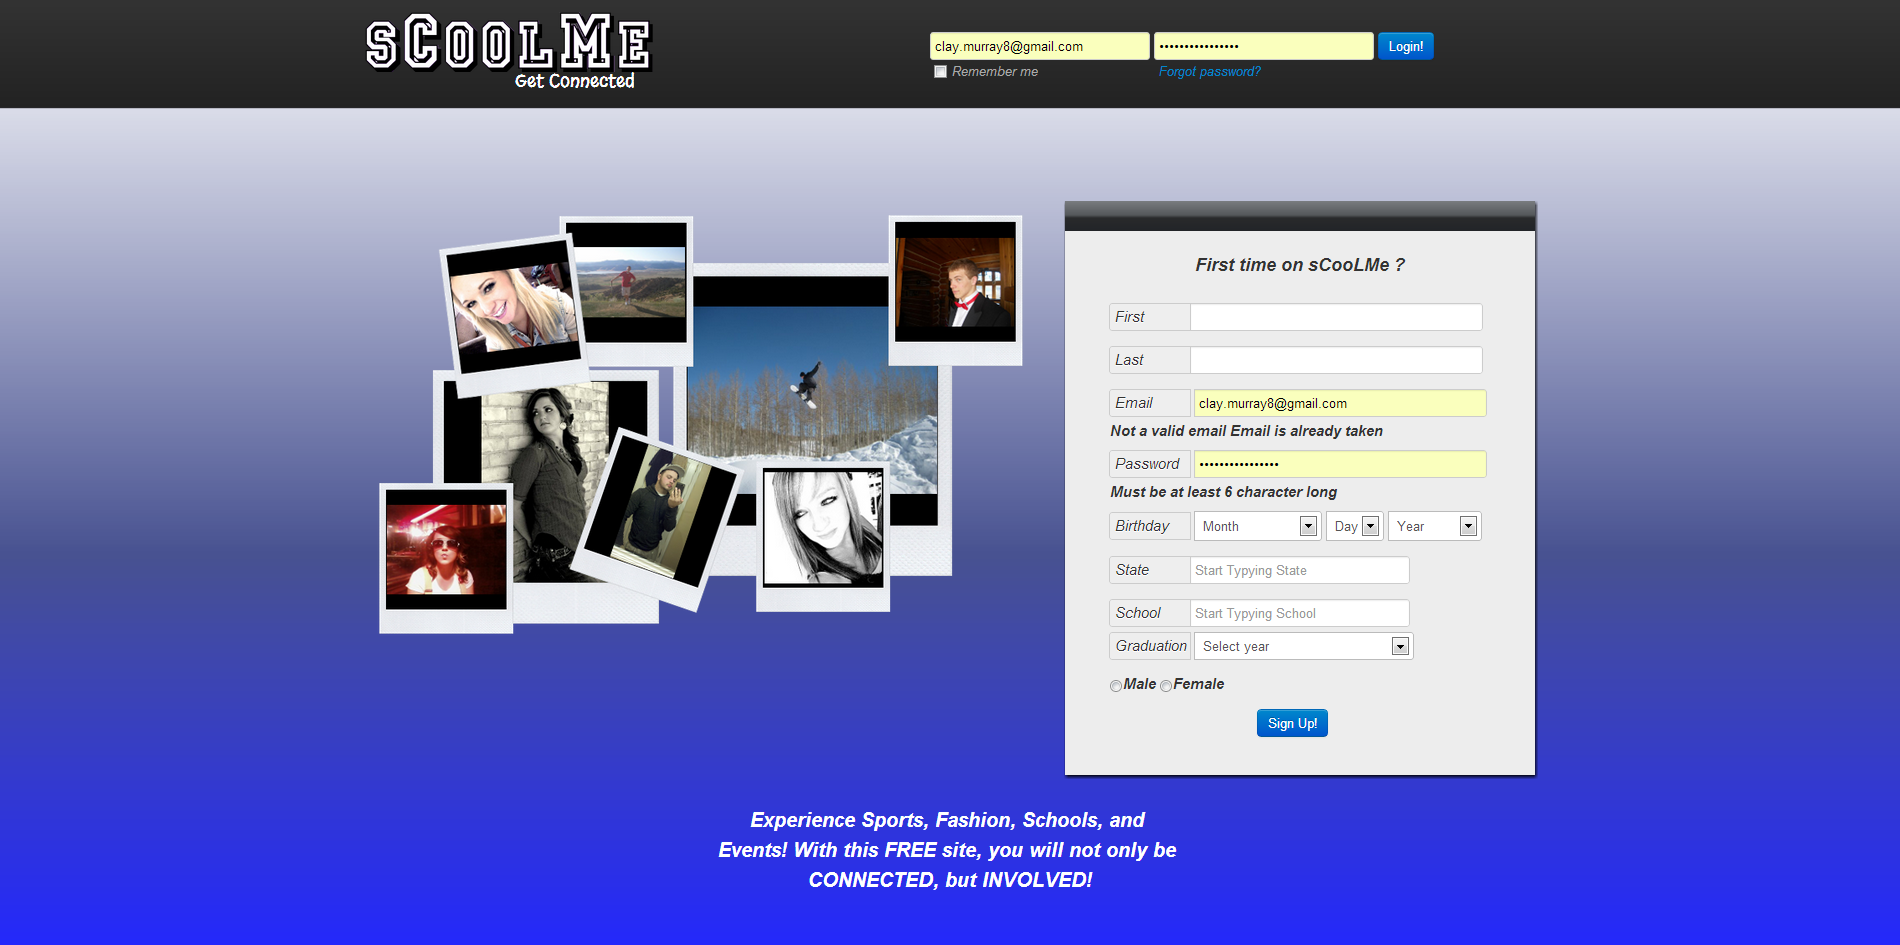 sCooLMe
Get Connected
clay.murray8@gmail.com •••••••••••••••• Login!
Remember me Forgot password?
First time on sCooLMe ?
First
Last
Email clay.murray8@gmail.com
Not a valid email Email is already taken
Password ••••••••••••••••
Must be at least 6 character long
Birthday Month Day Year
State Start Typying State
School Start Typying School
Graduation Select year
Male Female
Sign Up!
Experience Sports, Fashion, Schools, and
Events! With this FREE site, you will not only be
CONNECTED, but INVOLVED!